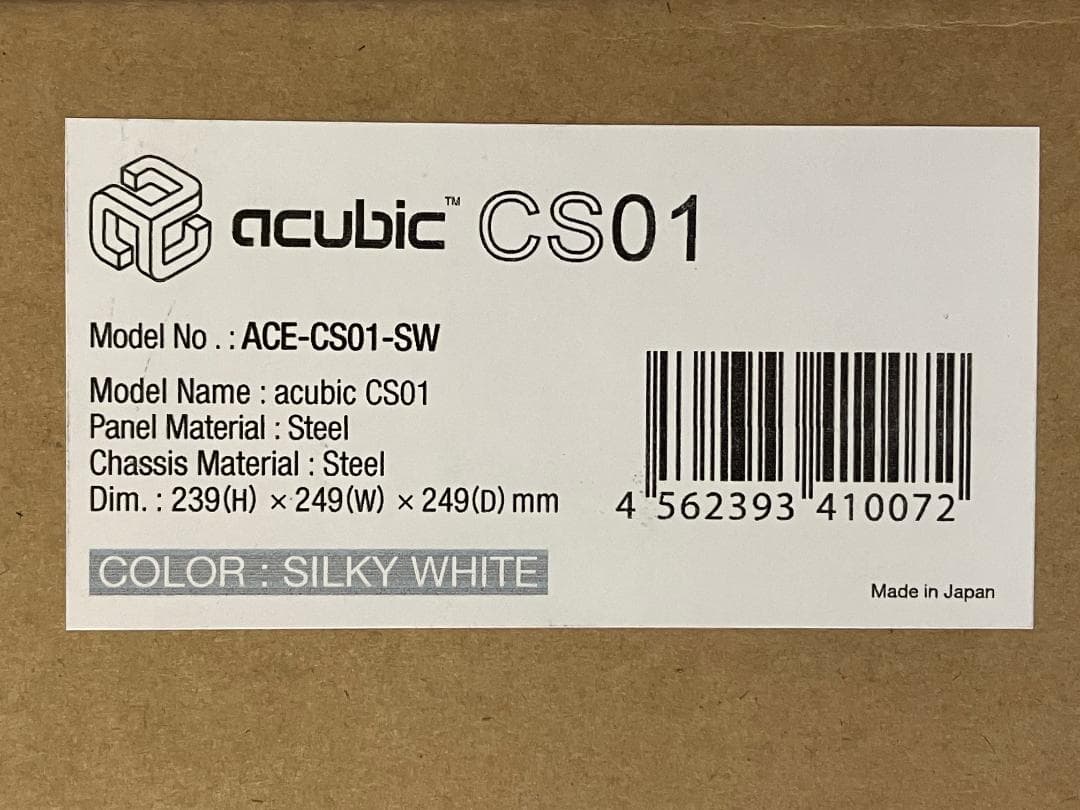 acubic™ CS01
Model No . : ACE-CS01-SW
Model Name : acubic CS01
Panel Material : Steel
Chassis Material : Steel
Dim. : 239(H) × 249(W) × 249(D) mm
4 562393 410072
COLOR : SILKY WHITE
Made in Japan